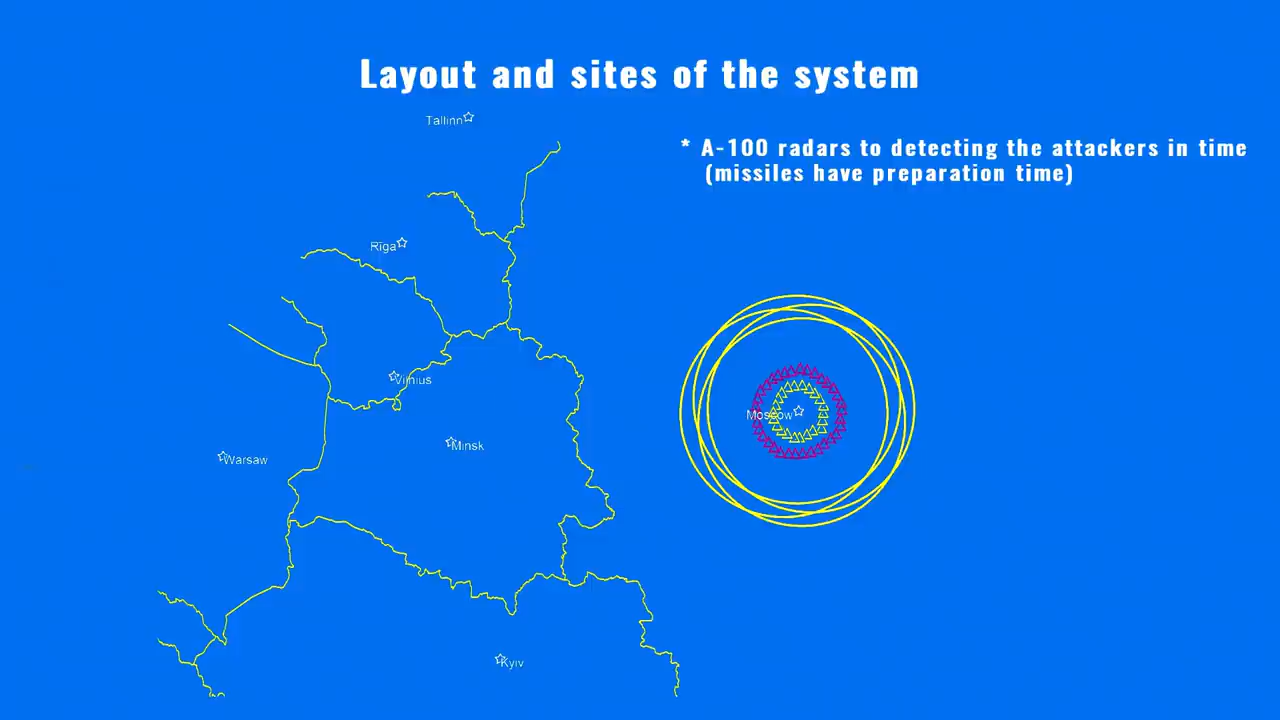 Layout and sites of the system
Tallinn
* A-100 radars to detecting the attackers in time
(missiles have preparation time)
Rīga
Vilnius
Moscow
Minsk
Warsaw
Kyiv